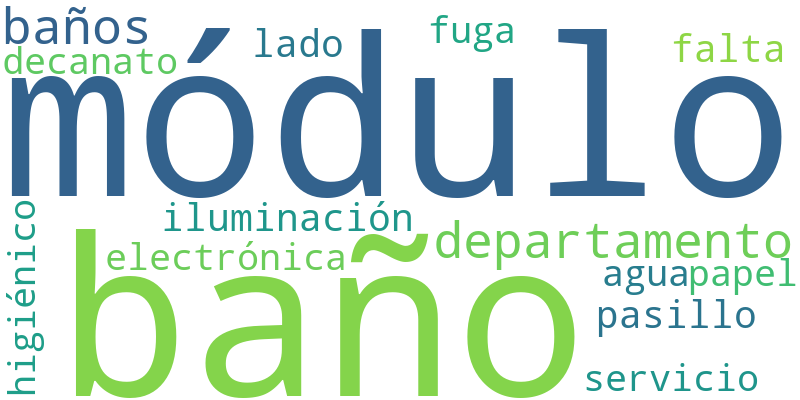 baños
lado
fuga
falta
decanato
módulo
higiénico
iluminación
departamento
electrónica
baño
agua
papel
pasillo
servicio